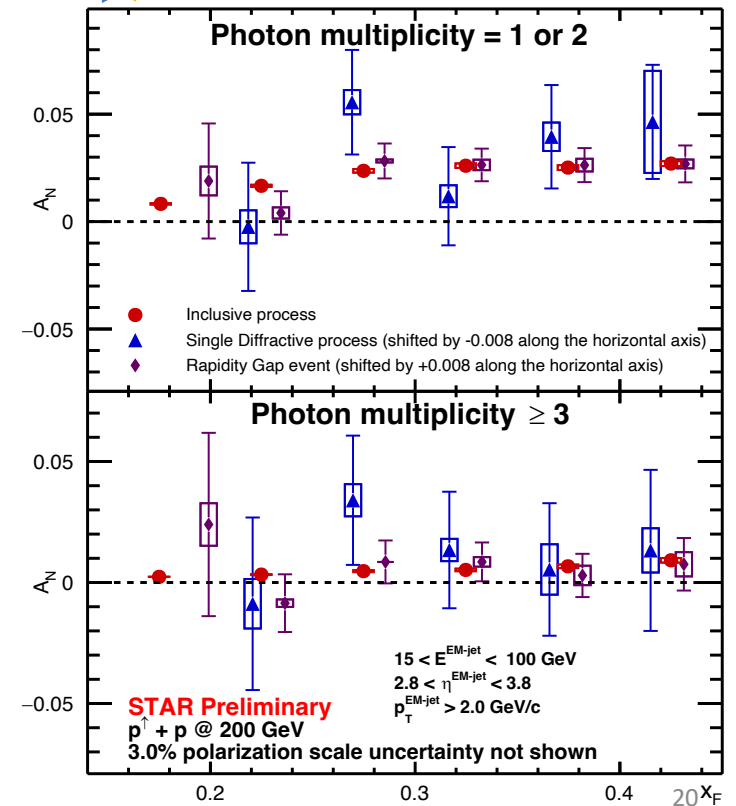 Photon multiplicity = 1 or 2
0.05
A_N
0
−0.05
Inclusive process
Single Diffractive process (shifted by -0.008 along the horizontal axis)
Rapidity Gap event (shifted by +0.008 along the horizontal axis)
Photon multiplicity ≥ 3
0.05
A_N
0
−0.05
15 < E^EM-jet < 100 GeV
2.8 < η^EM-jet < 3.8
p_T^EM-jet > 2.0 GeV/c
STAR Preliminary
p^↑ + p @ 200 GeV
3.0% polarization scale uncertainty not shown
0.2 0.3 0.4 20 x_F